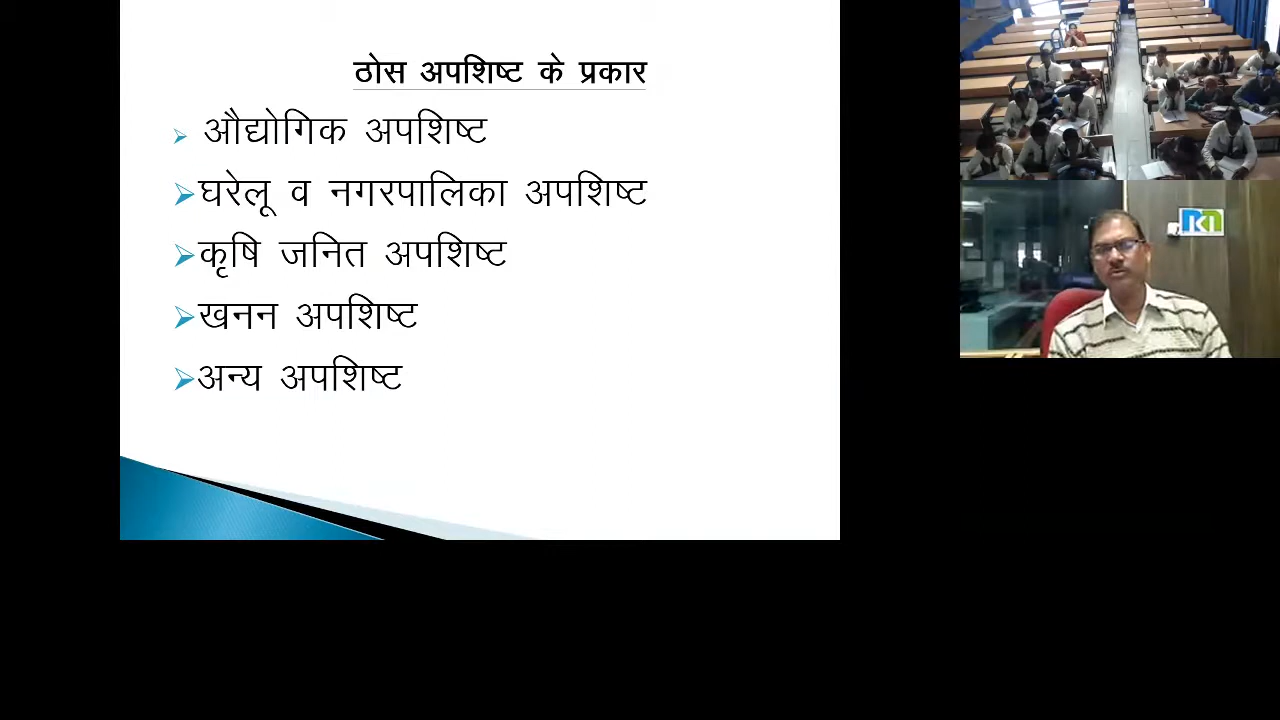 ठोस अपशिष्ट के प्रकार
औद्योगिक अपशिष्ट
घरेलू व नगरपालिका अपशिष्ट
कृषि जनित अपशिष्ट
खनन अपशिष्ट
अन्य अपशिष्ट